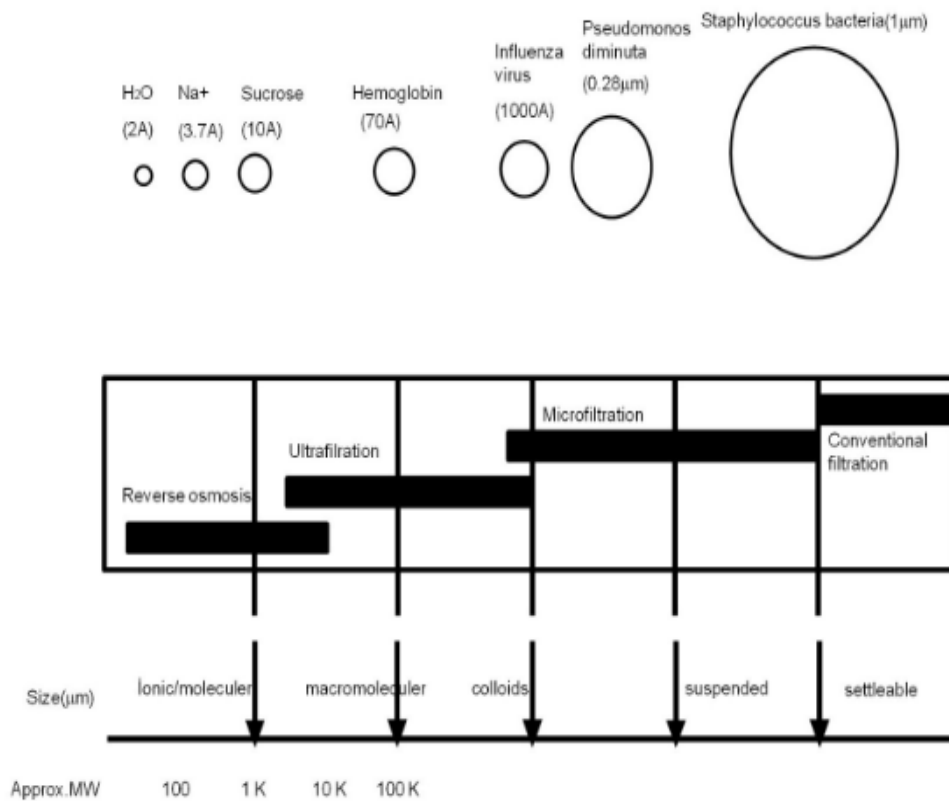 Staphylococcus bacteria(1μm)
Pseudomonos
diminuta
(0.28μm)
Influenza
virus
(1000A)
H2O Na+ Sucrose Hemoglobin
(2A) (3.7A) (10A) (70A)
Microfiltration
Conventional
filtration
Ultrafilration
Reverse osmosis
Size(μm) İonic/moleculer macromoleculer colloids suspended settleable
Approx.MW 100 1 K 10 K 100 K